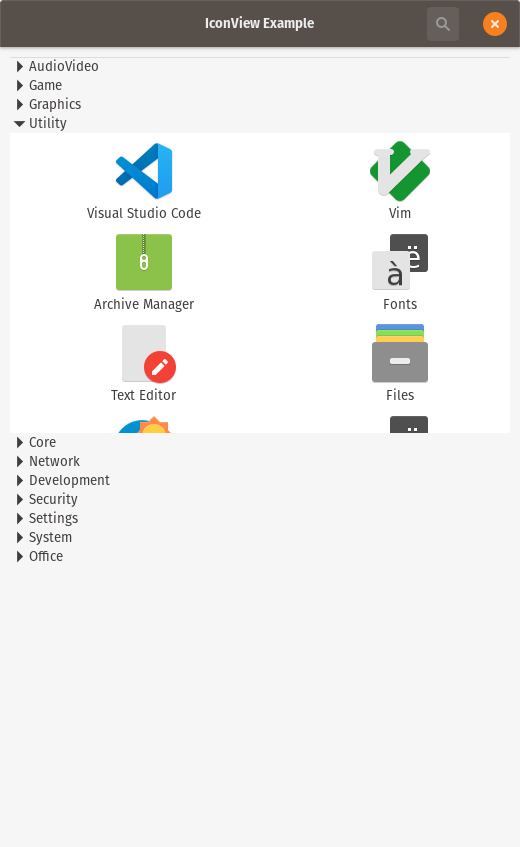 IconView Example
AudioVideo
Game
Graphics
Utility
Visual Studio Code
Vim
Archive Manager
ë
à
Fonts
Text Editor
Files
Core
Network
Development
Security
Settings
System
Office